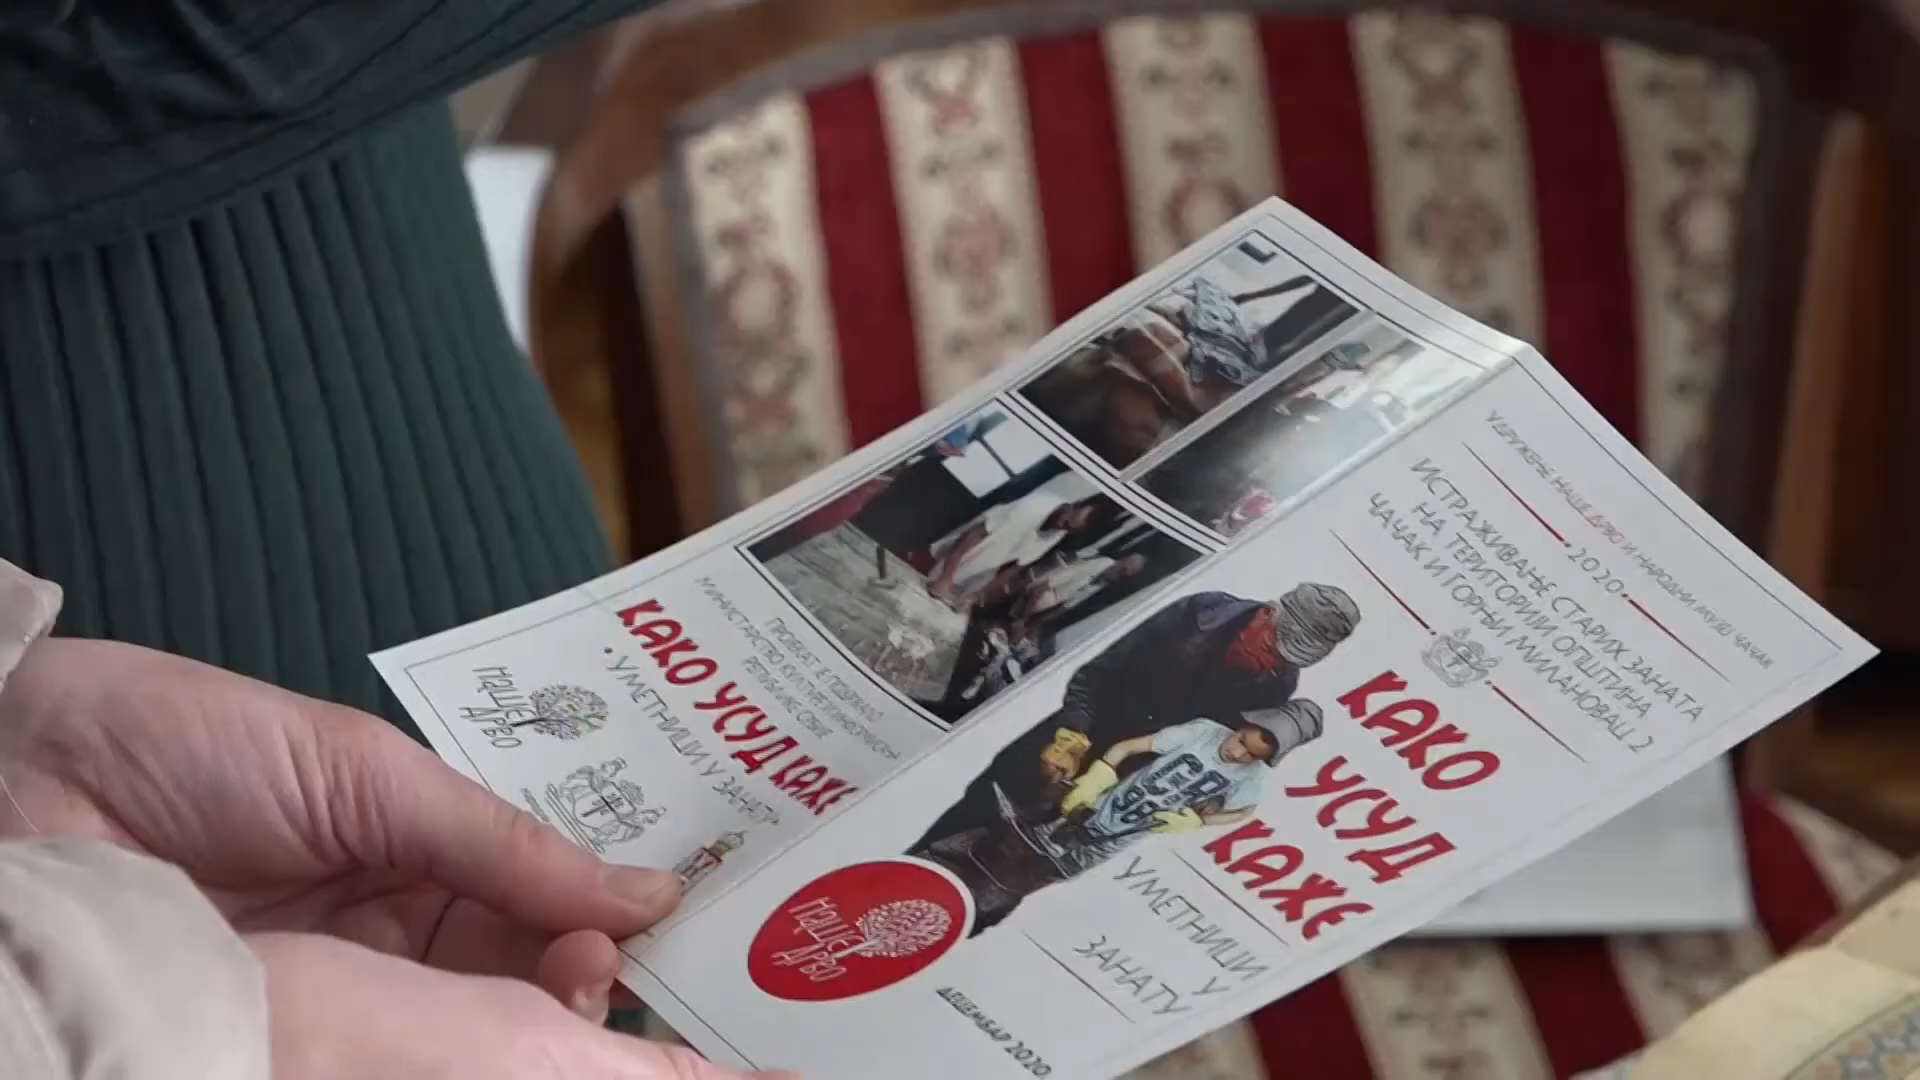 УДРУЖЕЊЕ НАШЕ ДРВО И НАРОДНИ МУЗЕЈ ЧАЧАК
• 2020 •
ИСТРАЖИВАЊЕ СТАРИХ ЗАНАТА
НА ТЕРИТОРИЈИ ОПШТИНА
ЧАЧАК И ГОРЊИ МИЛАНОВАЦ 2
КАКО
УСУД
КАЖЕ
УМЕТНИЦИ
У
ЗАНАТУ
НАШЕ
ДРВО
ДЕЦЕМБАР 2020.
ПРОЈЕКАТ ЈЕ ПОДРЖАЛО
МИНИСТАРСТВО КУЛТУРЕ И ИНФОРМИСАЊА
РЕПУБЛИКЕ СРБИЈЕ
КАКО УСУД КАЖЕ
• УМЕТНИЦИ У ЗАНАТУ
НАШЕ
ДРВО